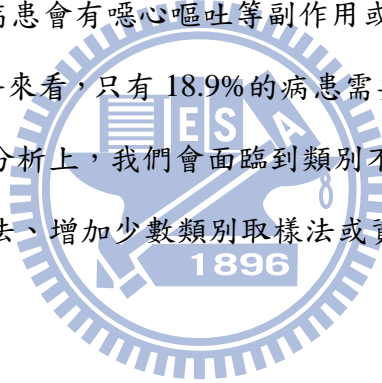 病患會有噁心嘔吐等副作用或
來看,只有 18.9%的病患需
分析上,我們會面臨到類別不
法、增加少數類別取樣法或
ES
A
1896